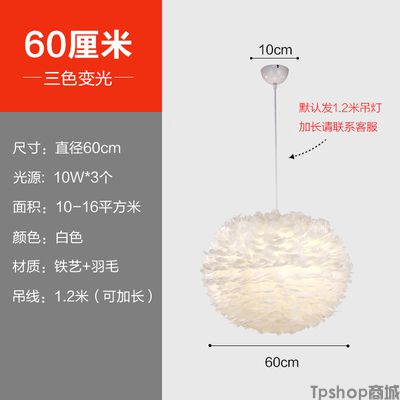 60厘米
三色变光
尺寸: 直径60cm
光源: 10W*3个
面积: 10-16平方米
颜色: 白色
材质: 铁艺+羽毛
吊线: 1.2米（可加长）
10cm
默认发1.2米吊灯
加长请联系客服
60cm
Tpshop商城